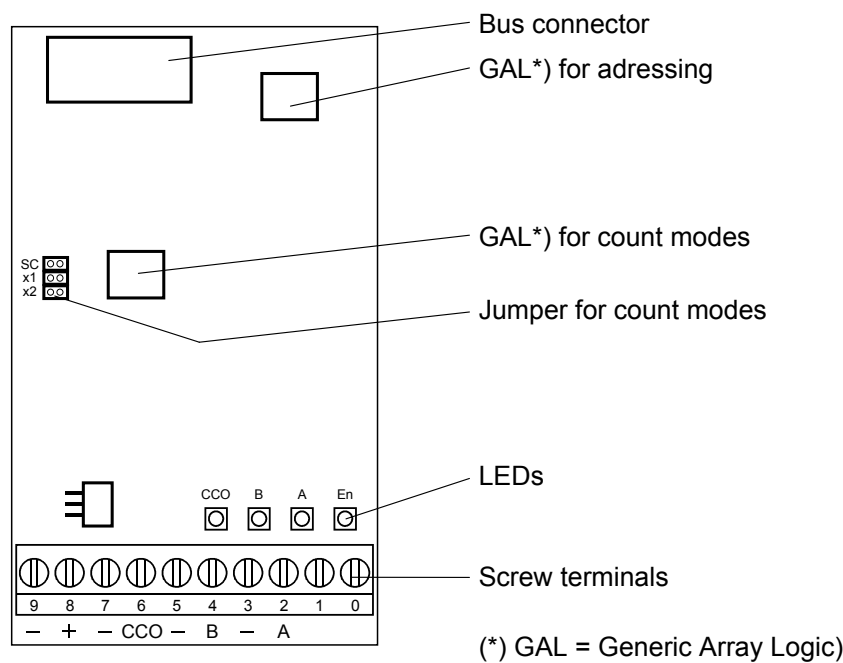 Bus connector
GAL*) for adressing
GAL*) for count modes
SC
x1
x2
Jumper for count modes
LEDs
CCO B A En
Screw terminals
9 8 7 6 5 4 3 2 1 0
– + – CCO – B – A
(*) GAL = Generic Array Logic)